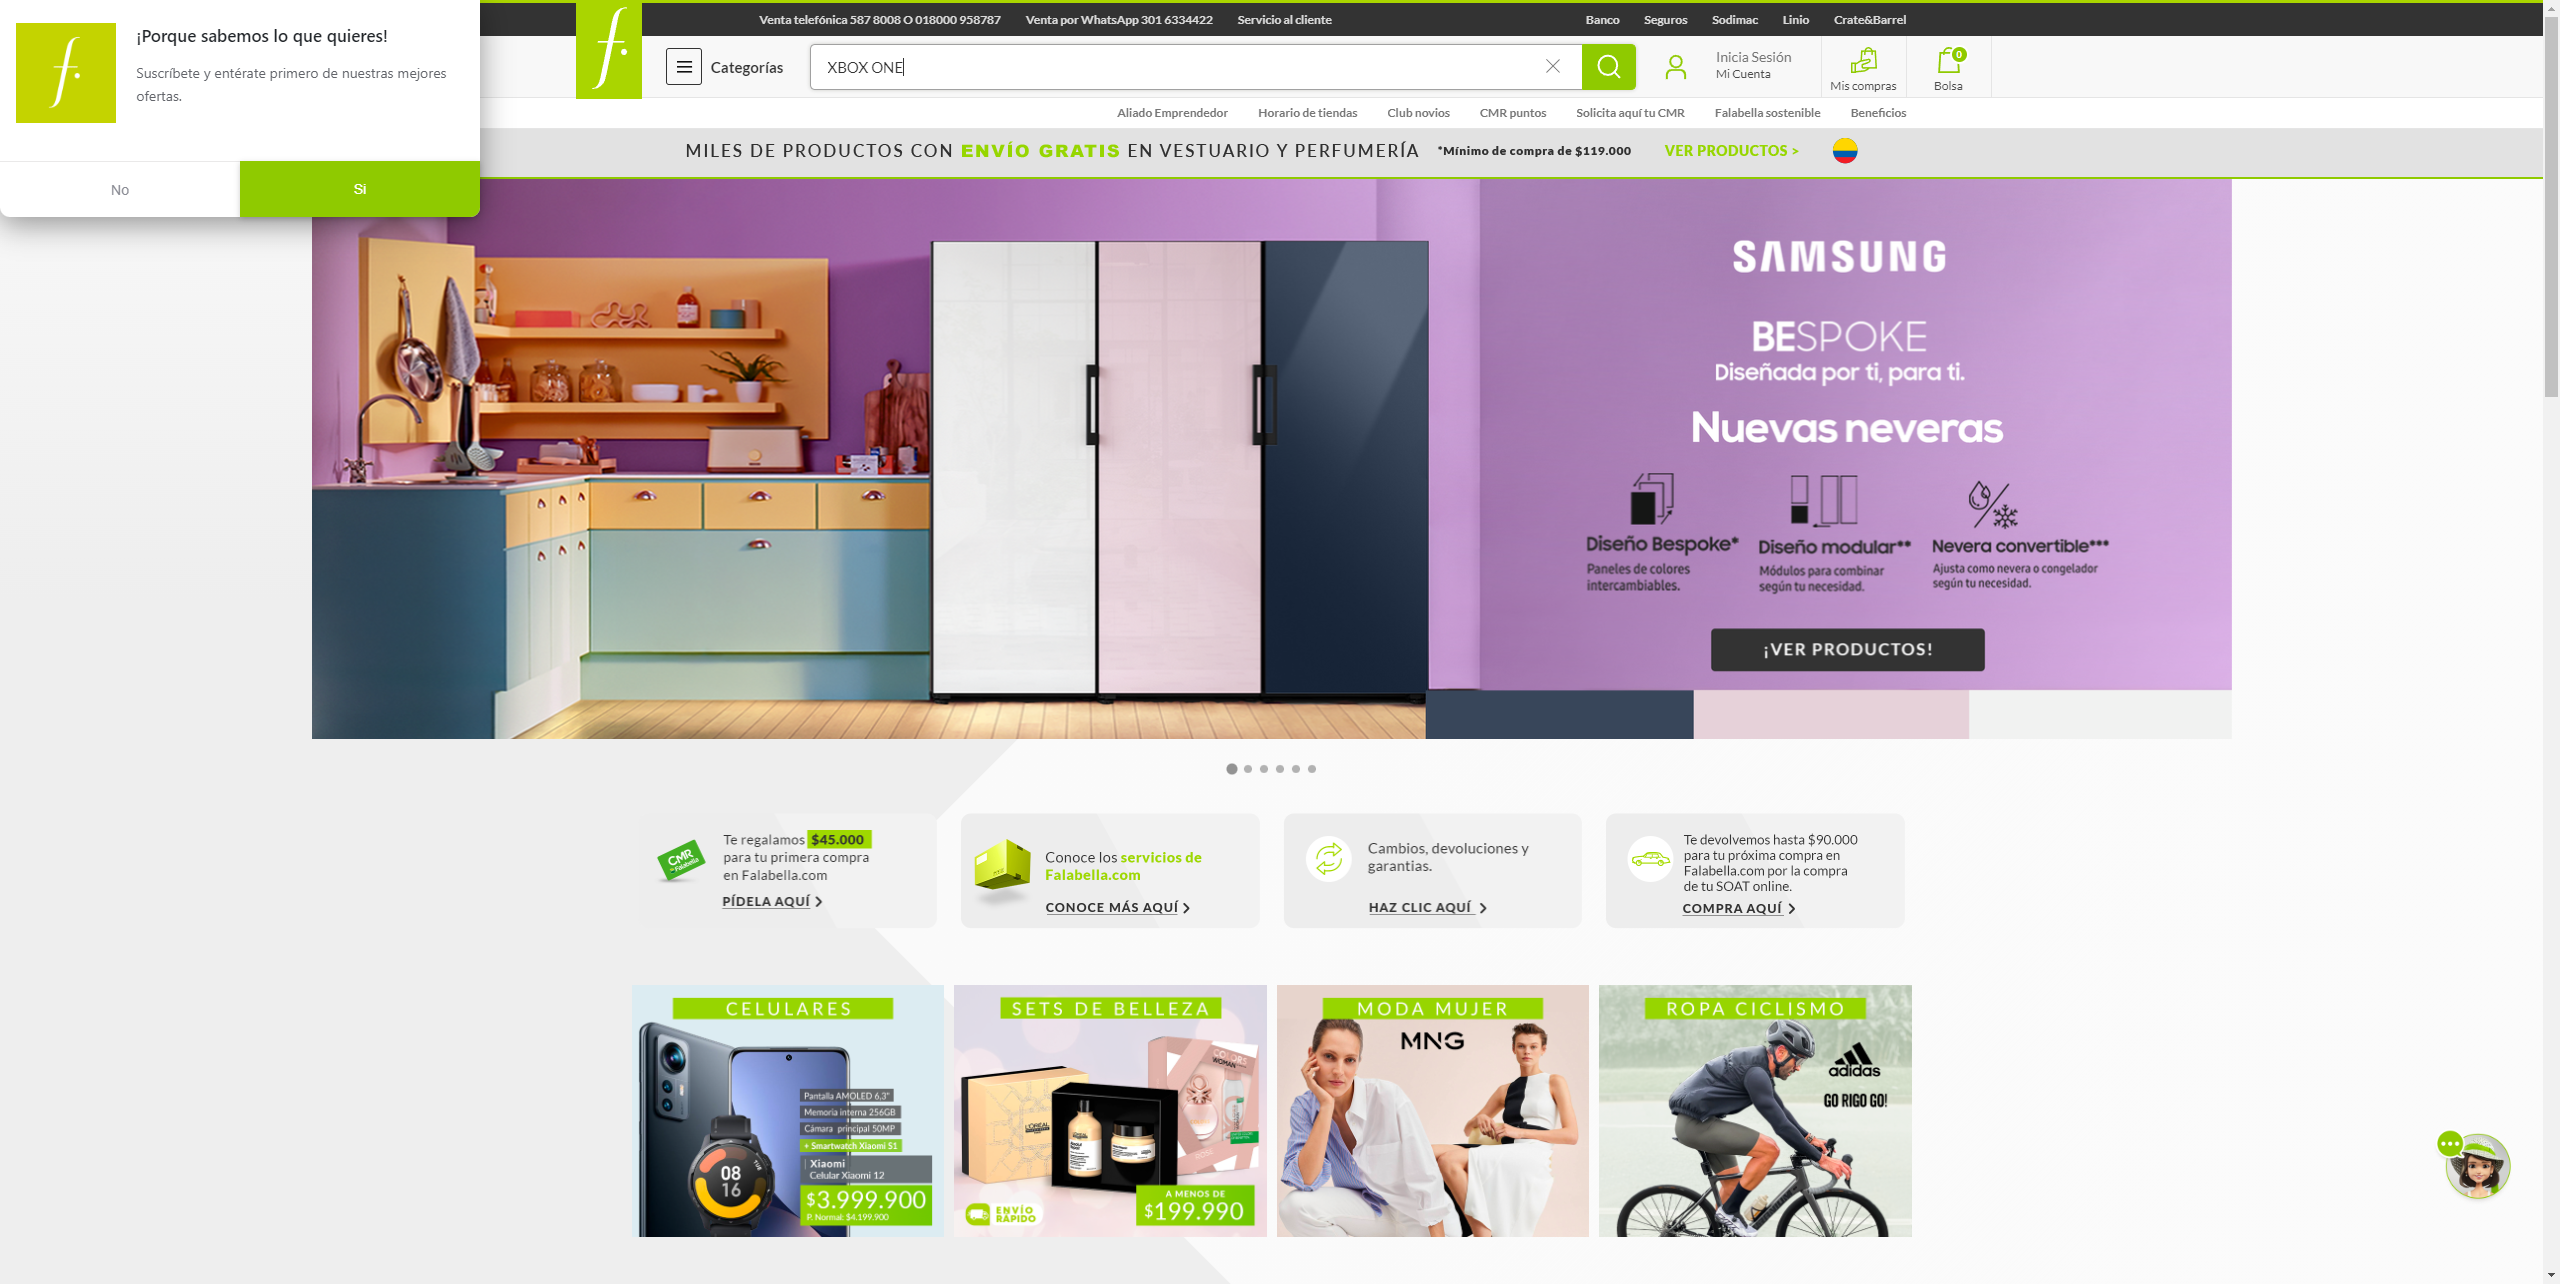 ¡Porque sabemos lo que quieres!
Suscríbete y entérate primero de nuestras mejores
ofertas.
No
Si
Venta telefónica 587 8008 O 018000 958787
Venta por WhatsApp 301 6334422
Servicio al cliente
Banco
Seguros
Sodimac
Linio
Crate&Barrel
f.
Categorías
XBOX ONE
Inicia Sesión
Mi Cuenta
Mis compras
0
Bolsa
Aliado Emprendedor
Horario de tiendas
Club novios
CMR puntos
Solicita aquí tu CMR
Falabella sostenible
Beneficios
MILES DE PRODUCTOS CON ENVÍO GRATIS EN VESTUARIO Y PERFUMERÍA *Mínimo de compra de $119.000 VER PRODUCTOS >
SAMSUNG
BESPOKE
Diseñada por ti, para ti.
Nuevas neveras
Diseño Bespoke*
Paneles de colores
intercambiables.
Diseño modular**
Módulos para combinar
según tu necesidad.
Nevera convertible***
Ajusta como nevera o congelador
según tu necesidad.
¡VER PRODUCTOS!
CMR
Falabella
Te regalamos $45.000
para tu primera compra
en Falabella.com
PÍDELA AQUÍ
Conoce los servicios de
Falabella.com
CONOCE MÁS AQUÍ
Cambios, devoluciones y
garantias.
HAZ CLIC AQUÍ
Te devolvemos hasta $90.000
para tu próxima compra en
Falabella.com por la compra
de tu SOAT online.
COMPRA AQUÍ
CELULARES
Pantalla AMOLED 6,3"
Memoria interna 256GB
Cámara principal 50MP
+ Smartwatch Xiaomi S1
Xiaomi
Celular Xiaomi 12
$3.999.900
P. Normal: $4.199.900
TUE
08
16
SETS DE BELLEZA
COLORS
WOMAN
L'ORÉAL
ENVÍO
RÁPIDO
A MENOS DE
$199.990
MODA MUJER
MNG
ROPA CICLISMO
adidas
GO RIGO GO!